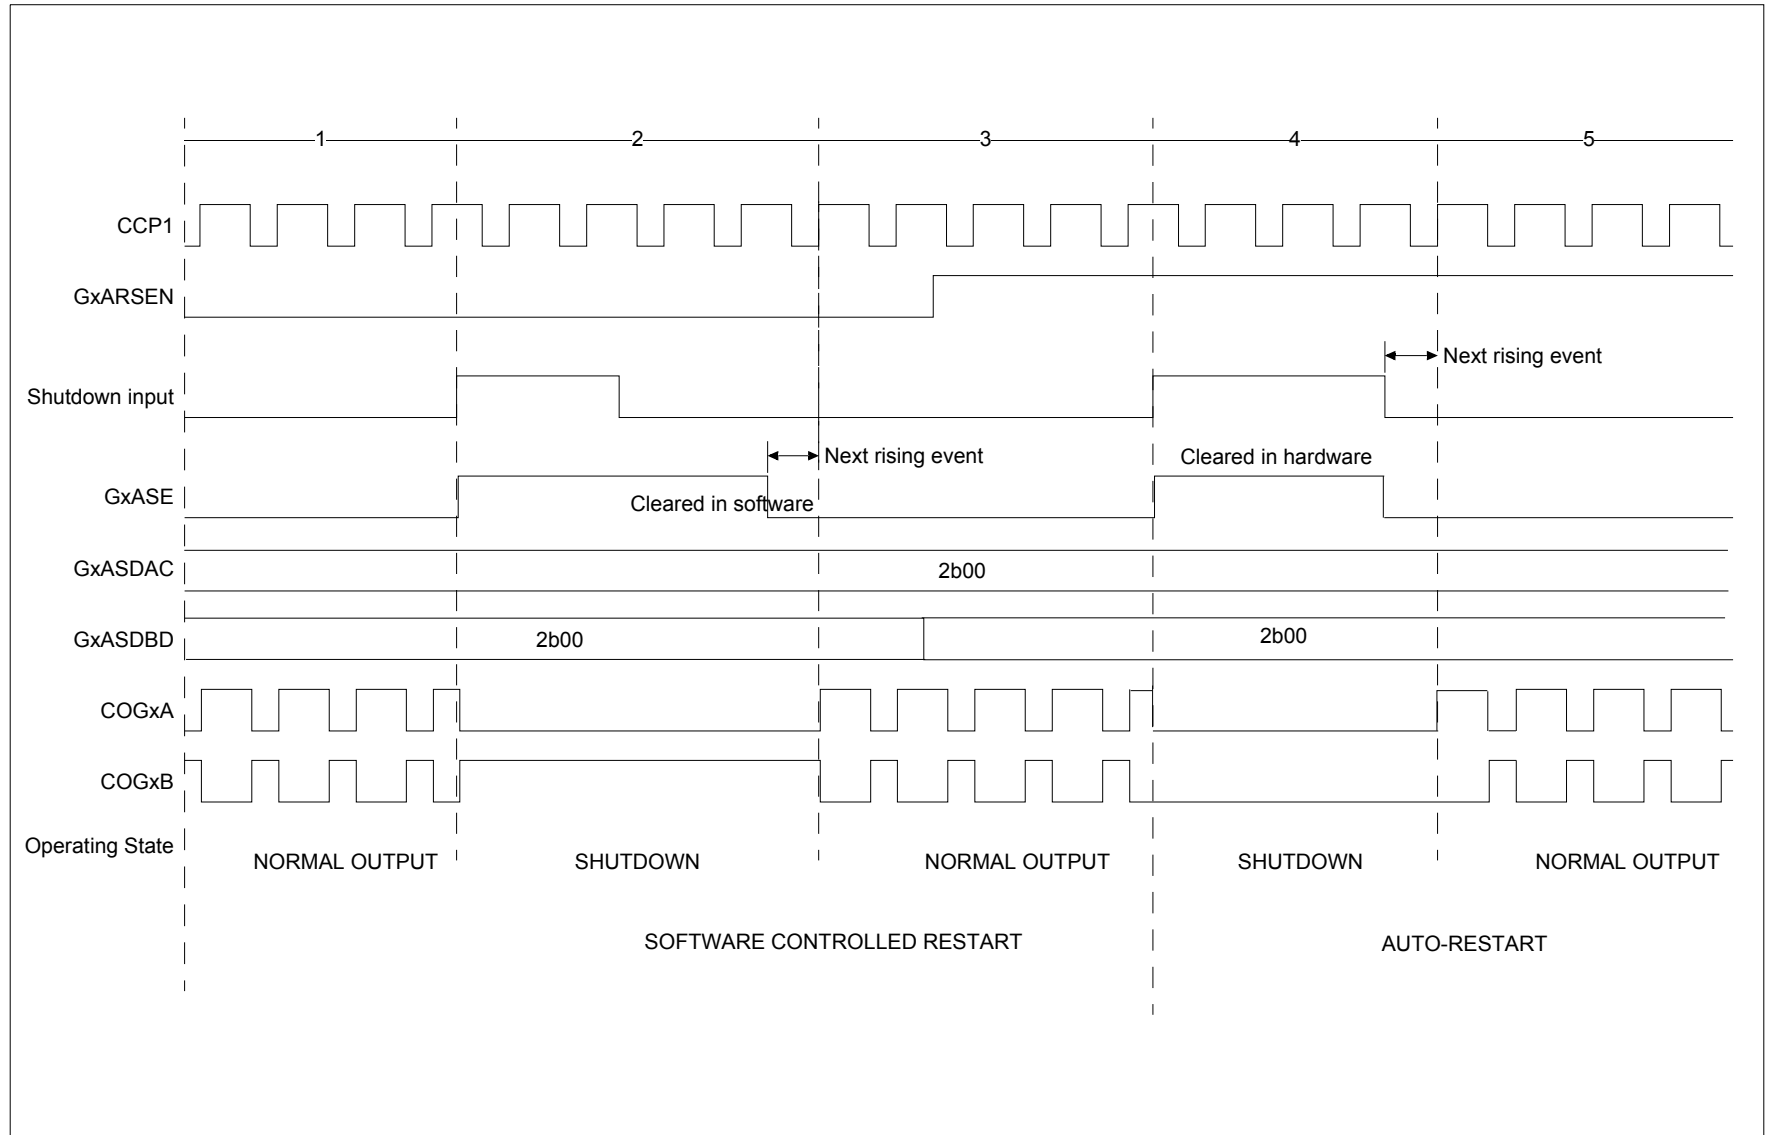 1 2 3 4 5
CCP1
GxARSEN
Next rising event
Shutdown input
Next rising event Cleared in hardware
GxASE Cleared in software
GxASDAC 2b00
GxASDBD 2b00 2b00
COGxA
COGxB
Operating State
NORMAL OUTPUT SHUTDOWN NORMAL OUTPUT SHUTDOWN NORMAL OUTPUT
SOFTWARE CONTROLLED RESTART AUTO-RESTART